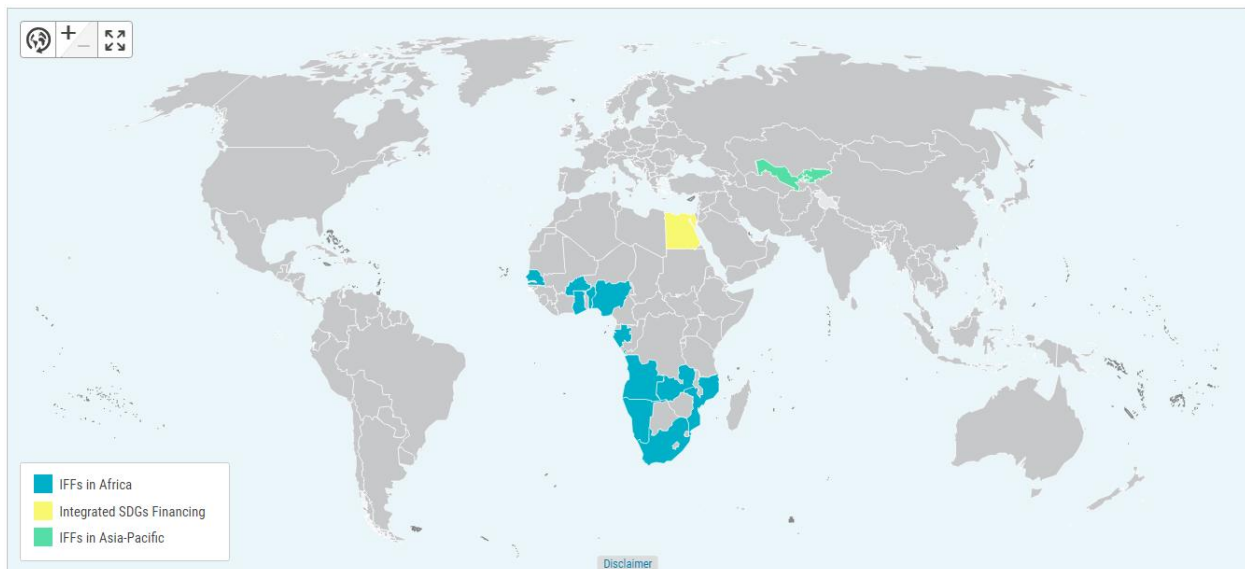 IFFs in Africa
Integrated SDGs Financing
IFFs in Asia-Pacific
Disclaimer